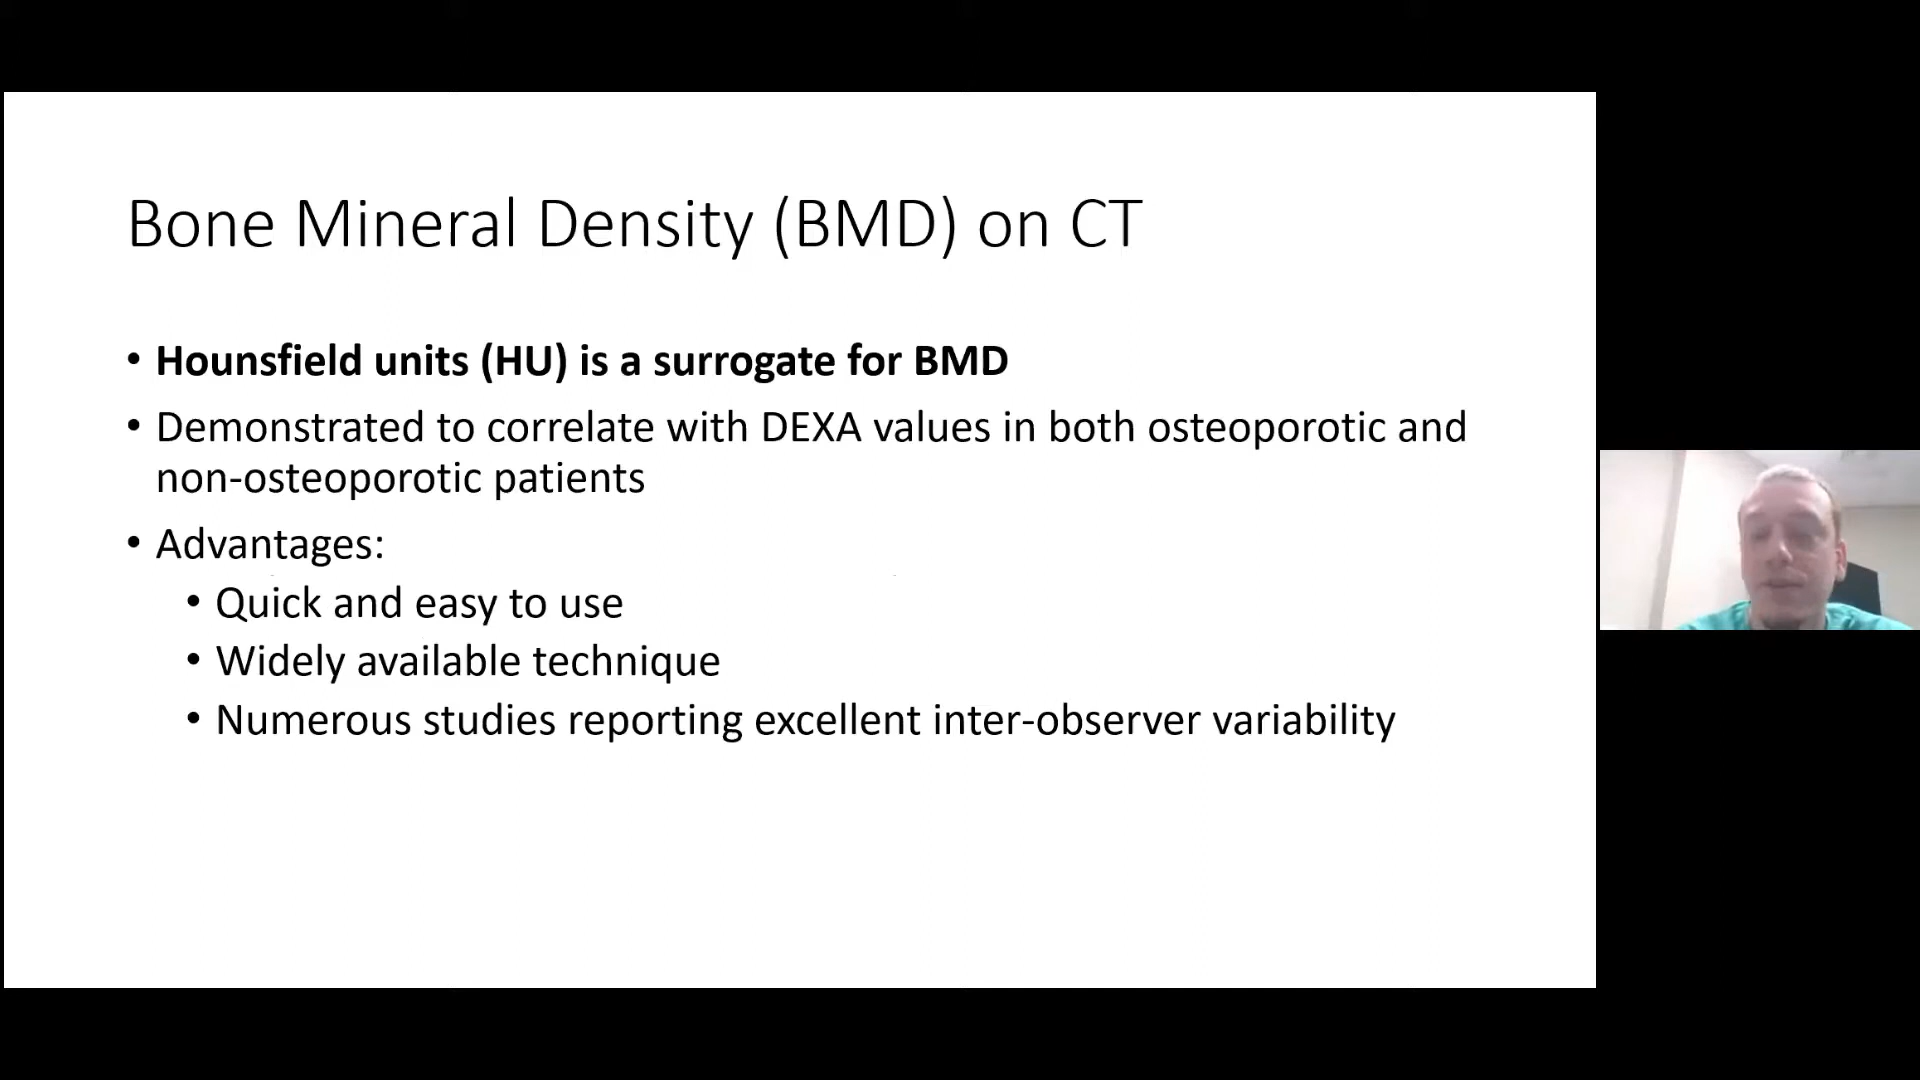 Bone Mineral Density (BMD) on CT
• Hounsfield units (HU) is a surrogate for BMD
• Demonstrated to correlate with DEXA values in both osteoporotic and
non-osteoporotic patients
• Advantages:
• Quick and easy to use
• Widely available technique
• Numerous studies reporting excellent inter-observer variability